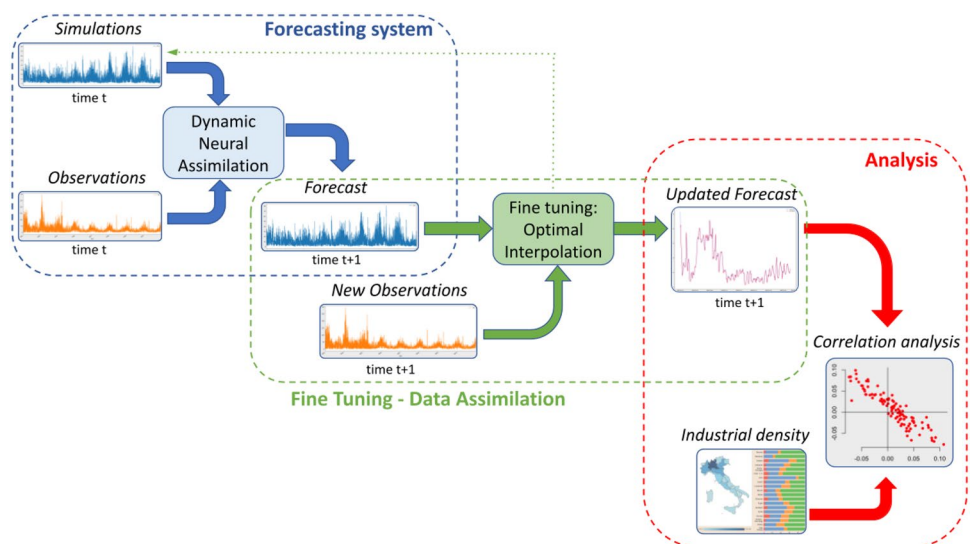 Simulations
Forecasting system
time t
Dynamic
Neural
Assimilation
Observations
time t
Forecast
time t+1
New Observations
time t+1
Fine tuning:
Optimal
Interpolation
Fine Tuning - Data Assimilation
Analysis
Updated Forecast
time t+1
Correlation analysis
0.10
0.05
0.00
-0.05
-0.05 0.00 0.05 0.10
Industrial density